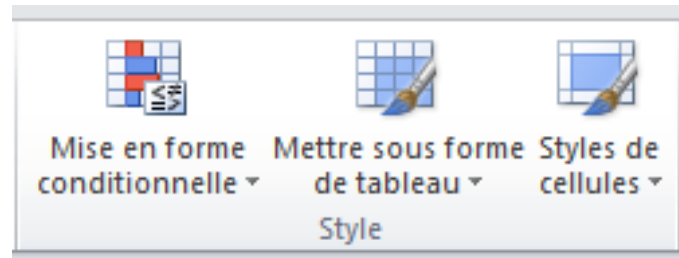 Mise en forme conditionnelle
Mettre sous forme de tableau
Styles de cellules
Style